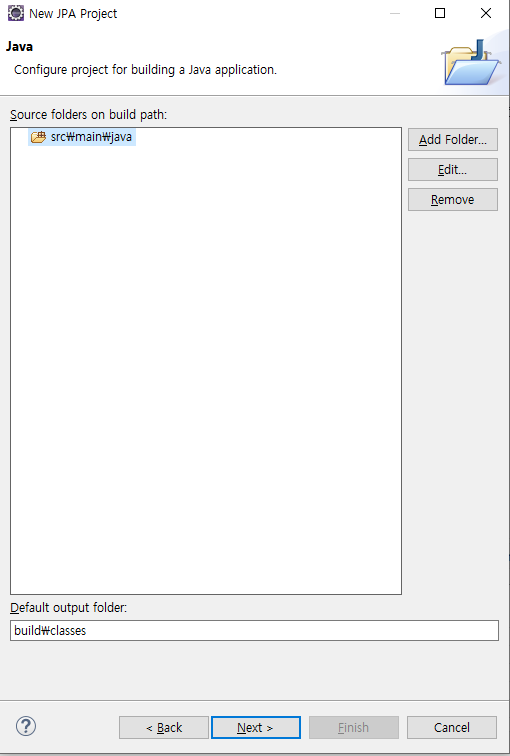 New JPA Project
Java
Configure project for building a Java application.
Source folders on build path:
src₩main₩java
Add Folder...
Edit...
Remove
Default output folder:
build₩classes
< Back
Next >
Finish
Cancel